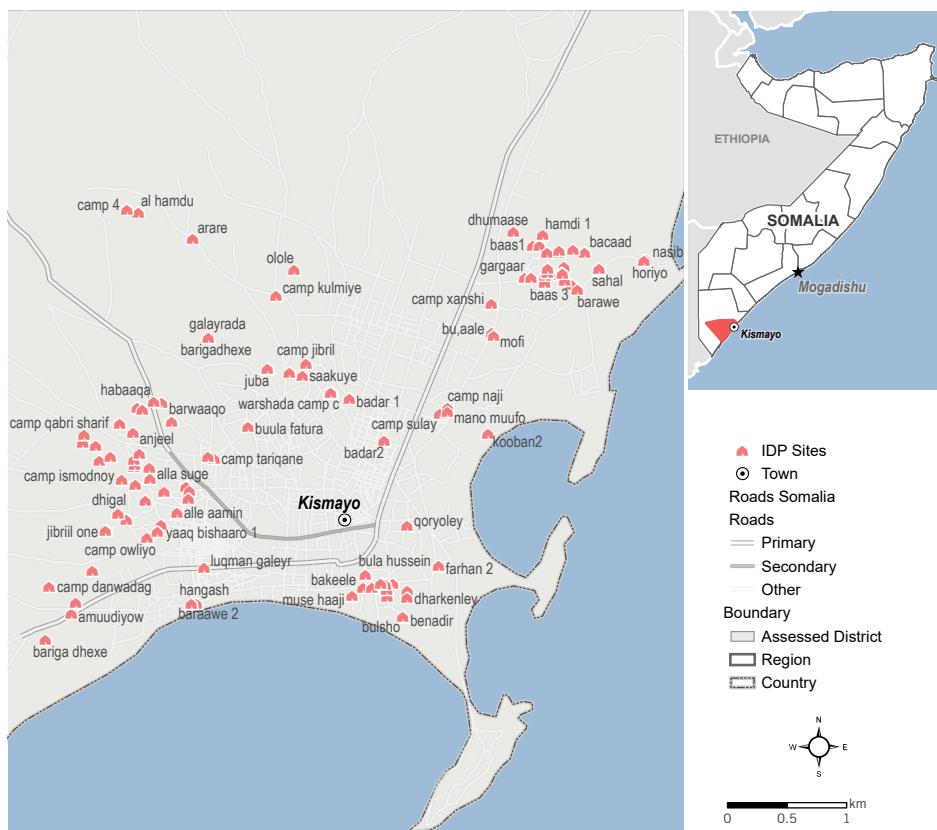 camp 4
al hamdu
arare
olole
camp kulmiye
galayrada
barigadhexe
camp jibril
juba
saakuye
warshada camp c
badar 1
habaaqa
barwaaqo
camp qabri sharif
anjeel
buula fatura
badar2
camp sulay
camp naji
mano muufo
kooban2
camp ismodnoy
alla suge
camp tariqane
dhigal
alle aamin
jibriil one
yaaq bishaaro 1
camp owliyo
Kismayo
qoryoley
luqman galeyr
bula hussein
farhan 2
camp danwadag
hangash
bakeele
muse haaji
dharkenley
amuudiyow
baraawe 2
bulsho
benadir
bariga dhexe
dhumaase
hamdi 1
baas1
bacaad
nasib
gargaar
sahal
horiyo
baas 3
barawe
camp xanshi
bu,aale
mofi
ETHIOPIA
SOMALIA
Mogadishu
Kismayo
IDP Sites
Town
Roads Somalia
Roads
Primary
Secondary
Other
Boundary
Assessed District
Region
Country
N
W E
S
km
0 0.5 1